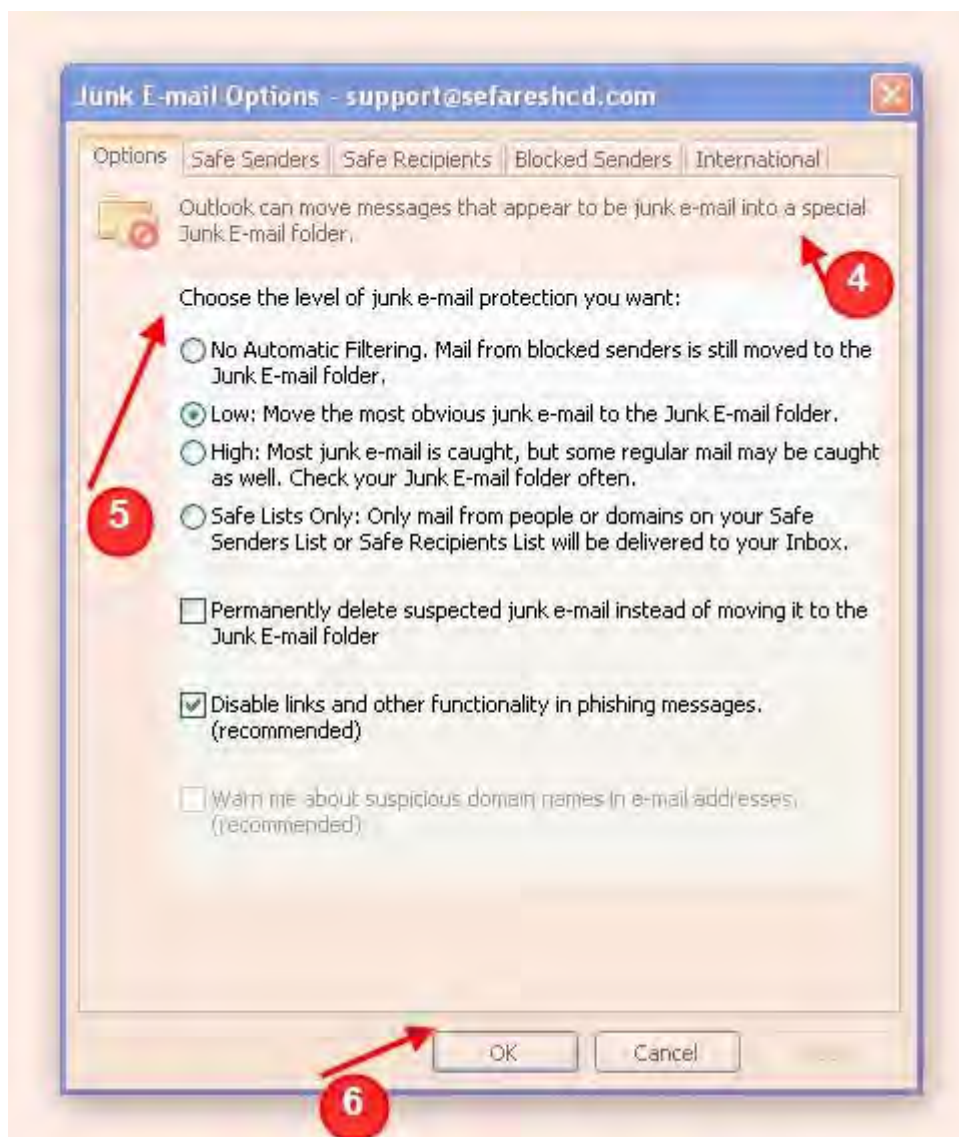 Junk E-mail Options - support@sefareshcd.com
Options Safe Senders Safe Recipients Blocked Senders International
Outlook can move messages that appear to be junk e-mail into a special
Junk E-mail folder.
4
Choose the level of junk e-mail protection you want:
No Automatic Filtering. Mail from blocked senders is still moved to the
Junk E-mail folder.
Low: Move the most obvious junk e-mail to the Junk E-mail folder.
High: Most junk e-mail is caught, but some regular mail may be caught
as well. Check your Junk E-mail folder often.
5
Safe Lists Only: Only mail from people or domains on your Safe
Senders List or Safe Recipients List will be delivered to your Inbox.
Permanently delete suspected junk e-mail instead of moving it to the
Junk E-mail folder
Disable links and other functionality in phishing messages.
(recommended)
Warn me about suspicious domain names in e-mail addresses.
(recommended)
OK Cancel
6